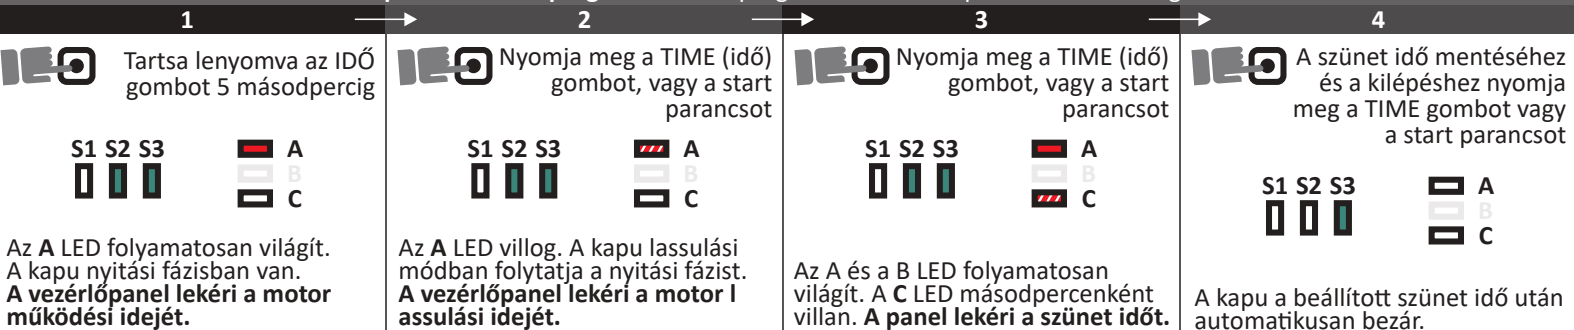 1
2
3
4
Tartsa lenyomva az IDŐ
gombot 5 másodpercig
S1 S2 S3
A
B
C
Az A LED folyamatosan világít.
A kapu nyitási fázisban van.
A vezérlőpanel lekéri a motor
működési idejét.
Nyomja meg a TIME (idő)
gombot, vagy a start
parancsot
S1 S2 S3
A
B
C
Az A LED villog. A kapu lassulási
módban folytatja a nyitási fázist.
A vezérlőpanel lekéri a motor l
assulási idejét.
Nyomja meg a TIME (idő)
gombot, vagy a start
parancsot
S1 S2 S3
A
B
C
Az A és a B LED folyamatosan
világít. A C LED másodpercenként
villan. A panel lekéri a szünet időt.
A szünet idő mentéséhez
és a kilépéshez nyomja
meg a TIME gombot vagy
a start parancsot
S1 S2 S3
A
B
C
A kapu a beállított szünet idő után
automatikusan bezár.